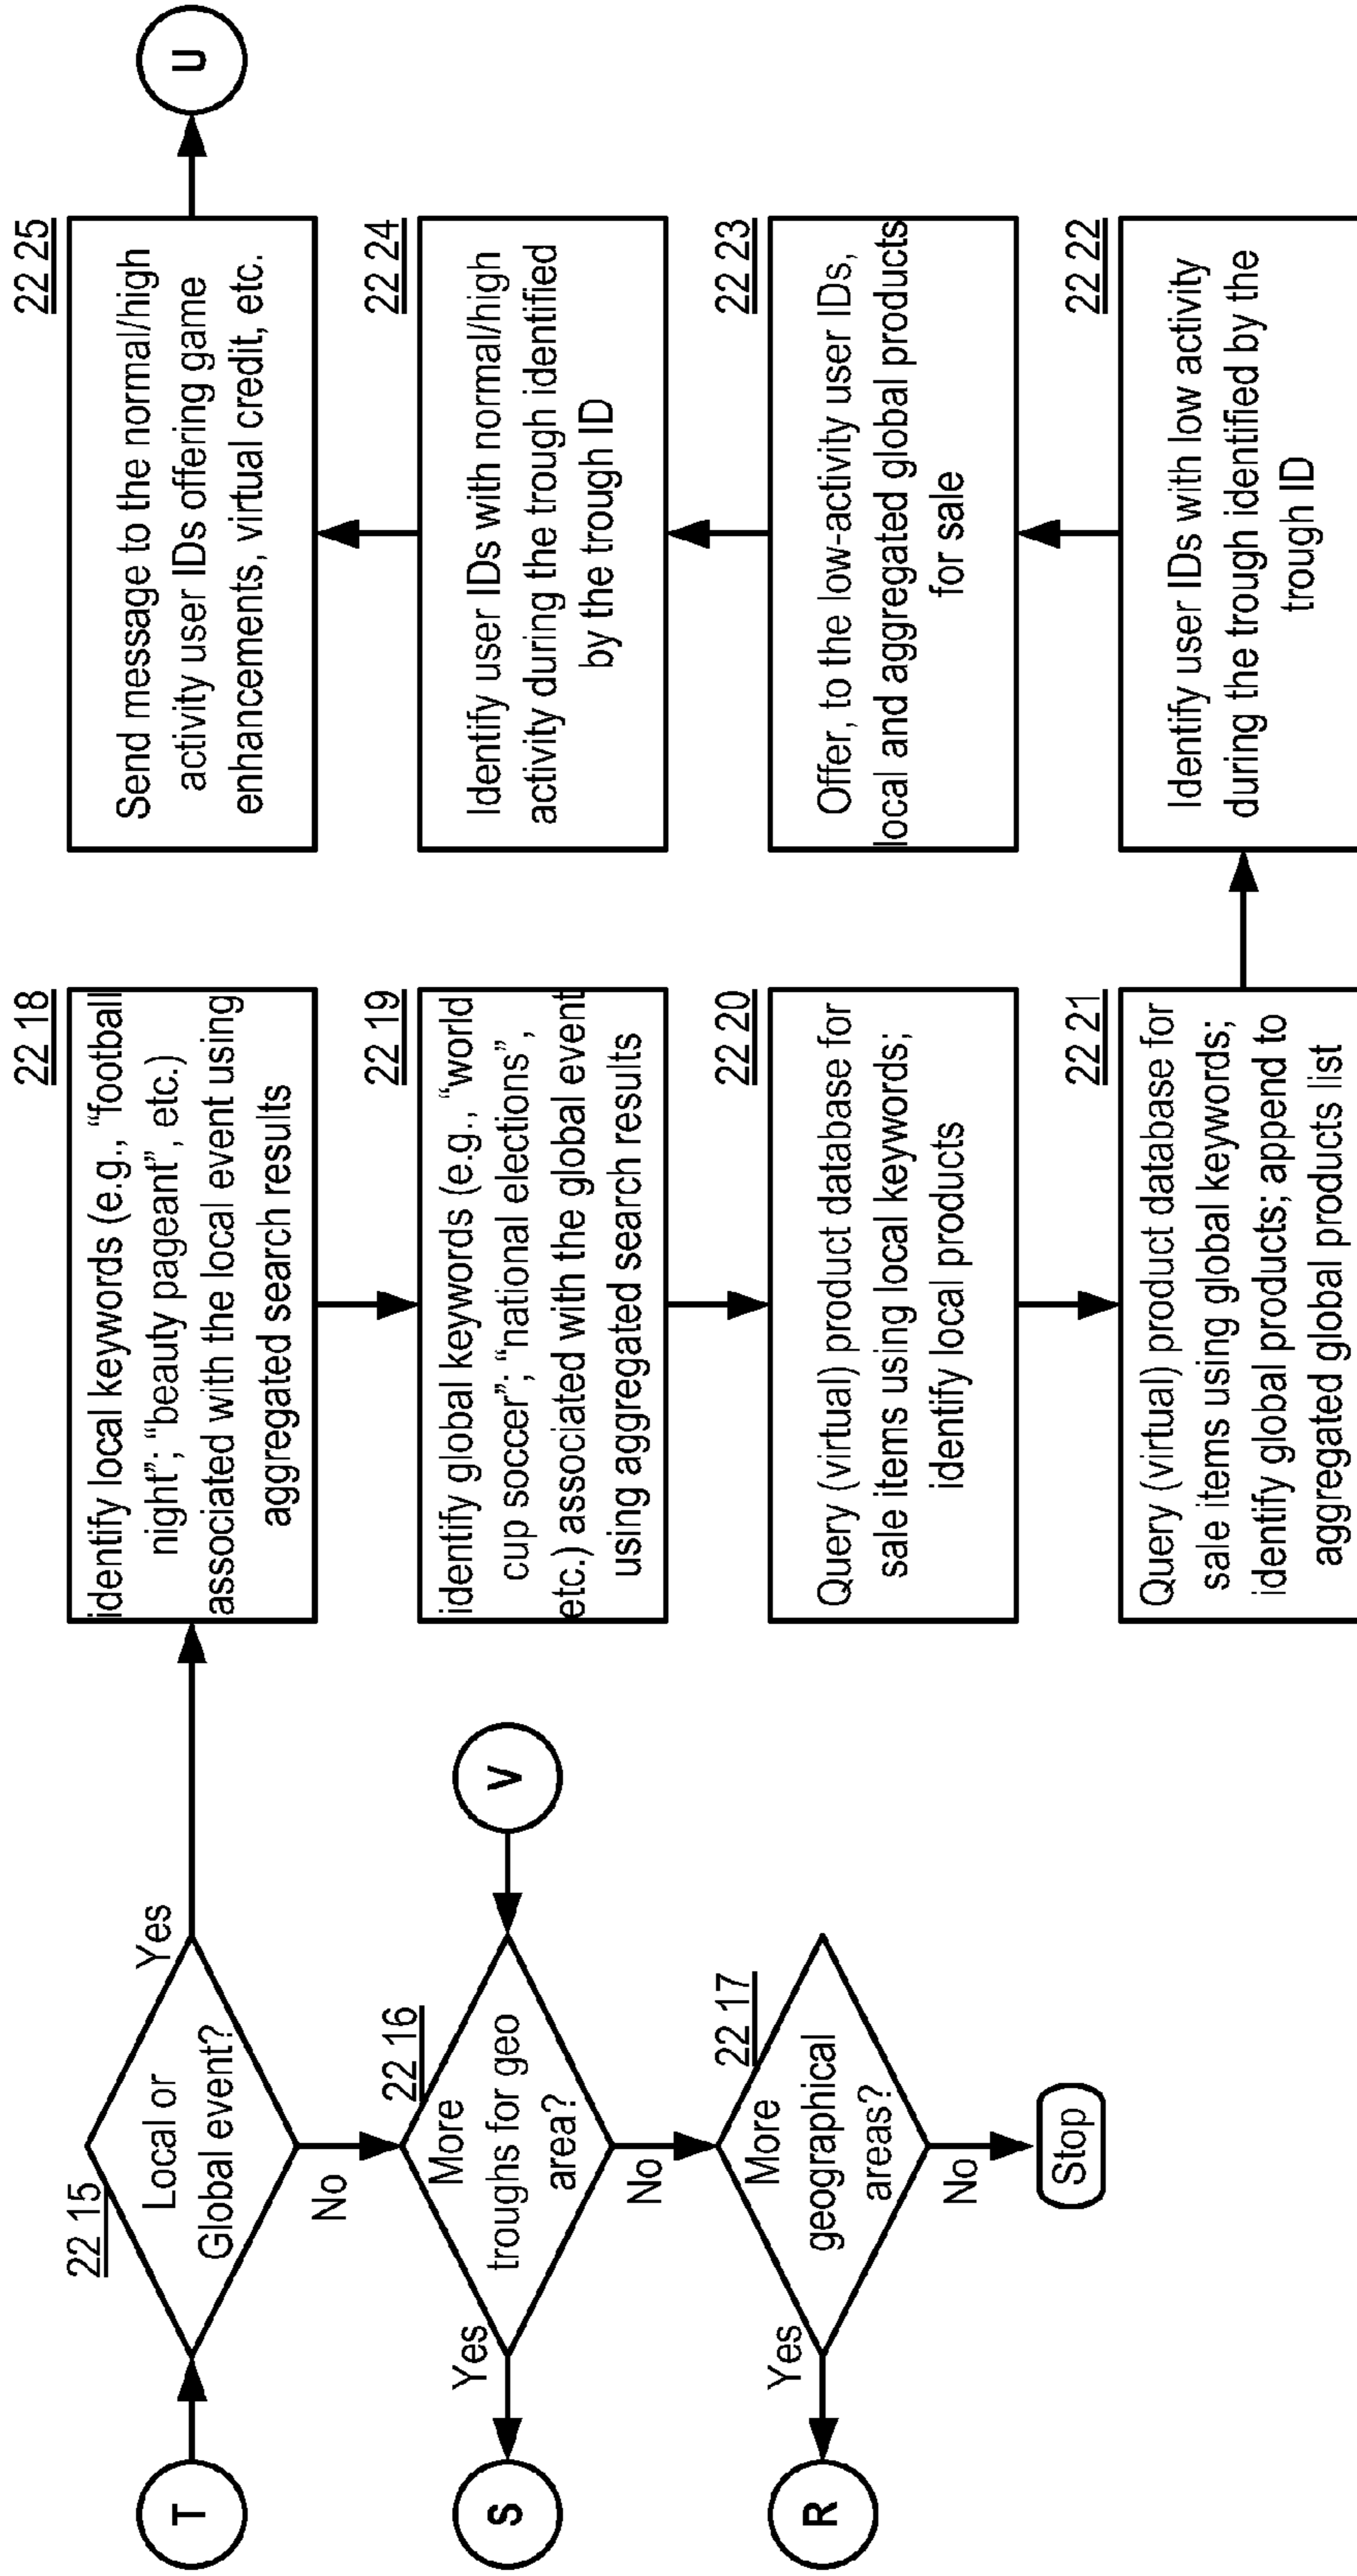 T
22 15
Local or
Global event?
Yes
No
S
Yes
22 16
More
troughs for geo
area?
No
V
R
Yes
22 17
More
geographical
areas?
No
Stop
22 18
identify local keywords (e.g., “football
night”; “beauty pageant”, etc.)
associated with the local event using
aggregated search results
22 19
identify global keywords (e.g., “world
cup soccer”; “national elections”,
etc.) associated with the global event
using aggregated search results
22 20
Query (virtual) product database for
sale items using local keywords;
identify local products
22 21
Query (virtual) product database for
sale items using global keywords;
identify global products; append to
aggregated global products list
22 22
Identify user IDs with low activity
during the trough identified by the
trough ID
22 23
Offer, to the low-activity user IDs,
local and aggregated global products
for sale
22 24
Identify user IDs with normal/high
activity during the trough identified
by the trough ID
22 25
Send message to the normal/high
activity user IDs offering game
enhancements, virtual credit, etc.
U